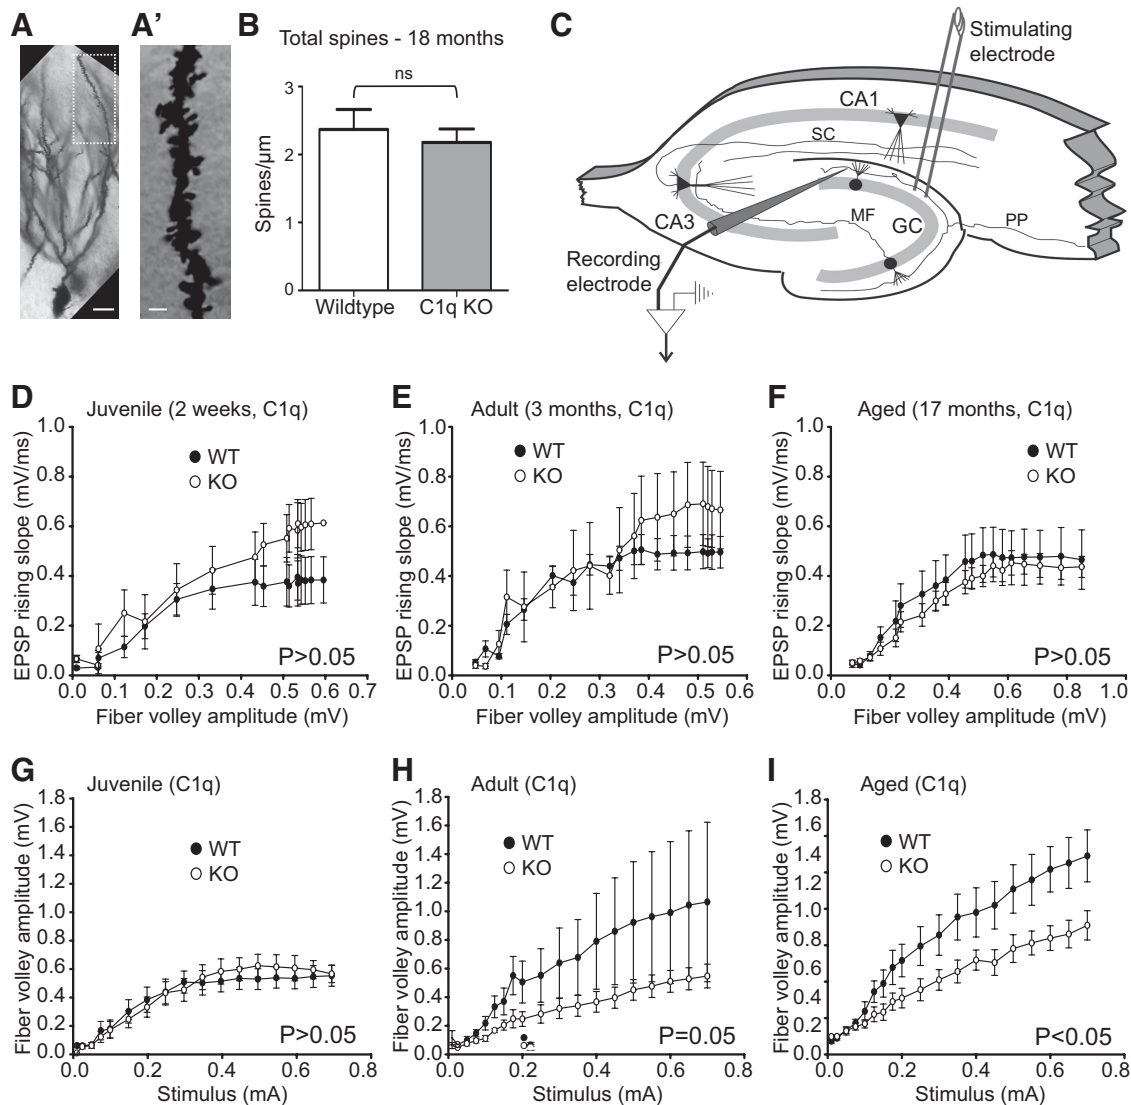 A
A'
B
Total spines - 18 months
ns
Spines/µm
3
2
1
0
Wildtype
C1q KO
C
Stimulating
electrode
CA1
SC
CA3
MF
GC
PP
Recording
electrode
D
Juvenile (2 weeks, C1q)
EPSP rising slope (mV/ms)
1.0
0.8
0.6
0.4
0.2
0.0
WT
KO
P>0.05
0.0 0.1 0.2 0.3 0.4 0.5 0.6 0.7
Fiber volley amplitude (mV)
E
Adult (3 months, C1q)
EPSP rising slope (mV/ms)
1.0
0.8
0.6
0.4
0.2
0.0
WT
KO
P>0.05
0.0 0.1 0.2 0.3 0.4 0.5 0.6
Fiber volley amplitude (mV)
F
Aged (17 months, C1q)
EPSP rising slope (mV/ms)
1.0
0.8
0.6
0.4
0.2
0.0
WT
KO
P>0.05
0.0 0.2 0.4 0.6 0.8 1.0
Fiber volley amplitude (mV)
G
Juvenile (C1q)
Fiber volley amplitude (mV)
1.8
1.6
1.4
1.2
1.0
0.8
0.6
0.4
0.2
0.0
WT
KO
P>0.05
0.0 0.2 0.4 0.6 0.8
Stimulus (mA)
H
Adult (C1q)
Fiber volley amplitude (mV)
1.8
1.6
1.4
1.2
1.0
0.8
0.6
0.4
0.2
0.0
WT
KO
P=0.05
0.0 0.2 0.4 0.6 0.8
Stimulus (mA)
I
Aged (C1q)
Fiber volley amplitude (mV)
1.8
1.4
1.2
1.0
0.8
0.6
0.4
0.2
0.0
WT
KO
P<0.05
0.0 0.2 0.4 0.6 0.8
Stimulus (mA)